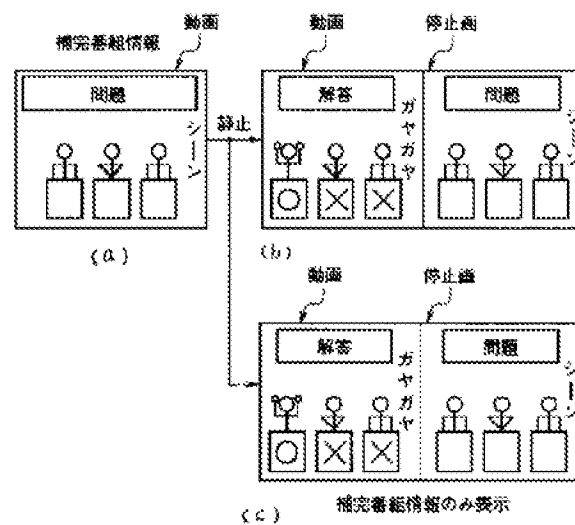 補完番組情報
動画
問題
シーン
(a)
静止
動画
停止画
解答
ガヤガヤ
問題
シーン
(b)
動画
停止画
解答
ガヤガヤ
問題
シーン
補完番組情報のみ表示
(c)